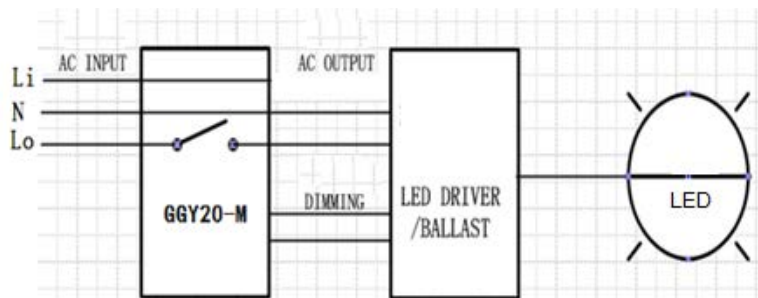 AC INPUT
AC OUTPUT
Li
N
Lo
GGY20-M
DIMMING
LED DRIVER
/BALLAST
LED